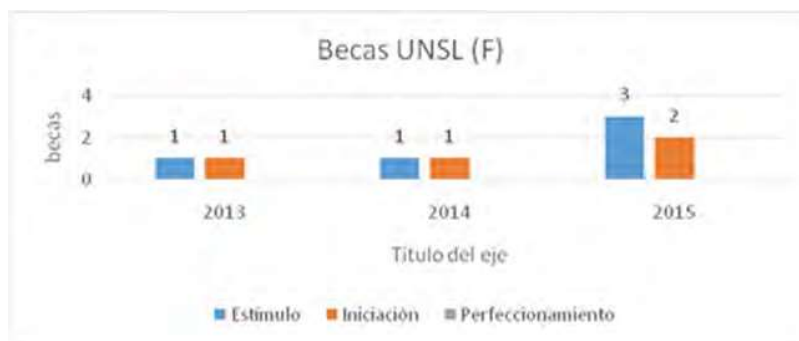 Becas UNSL (F)
4
3
2
becas
1 1
1 1
2
0
2013 2014 2015
Título del eje
Estímulo Iniciación Perfeccionamiento